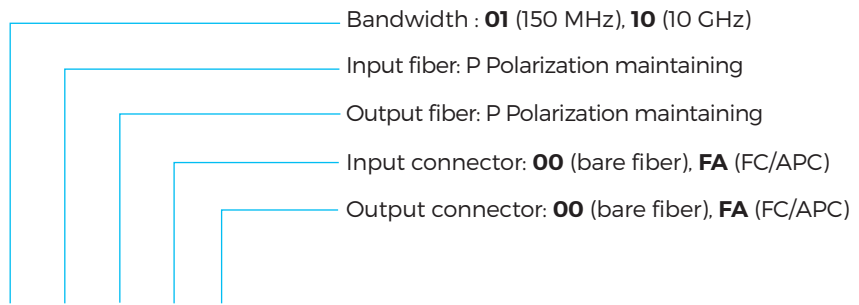 Bandwidth : 01 (150 MHz), 10 (10 GHz)
Input fiber: P Polarization maintaining
Output fiber: P Polarization maintaining
Input connector: 00 (bare fiber), FA (FC/APC)
Output connector: 00 (bare fiber), FA (FC/APC)